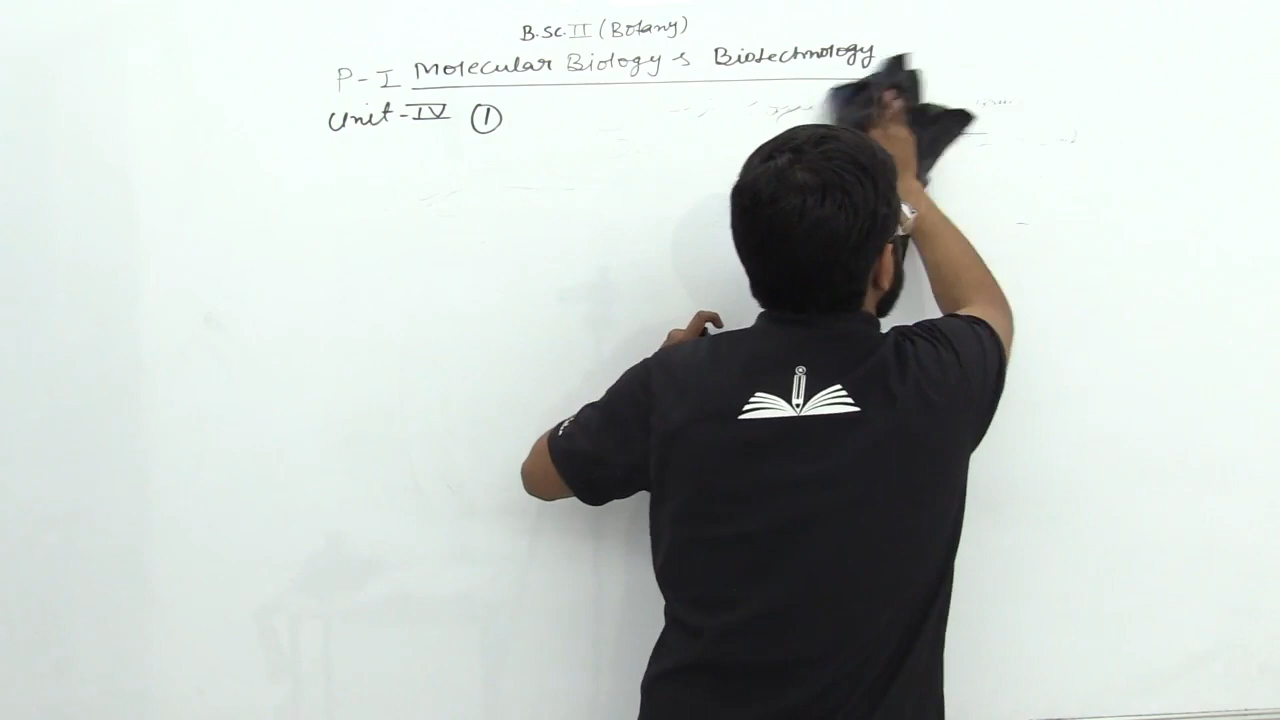 B.Sc.II (Botany)
P-I Molecular Biology & Biotechnology
Unit-IV ①